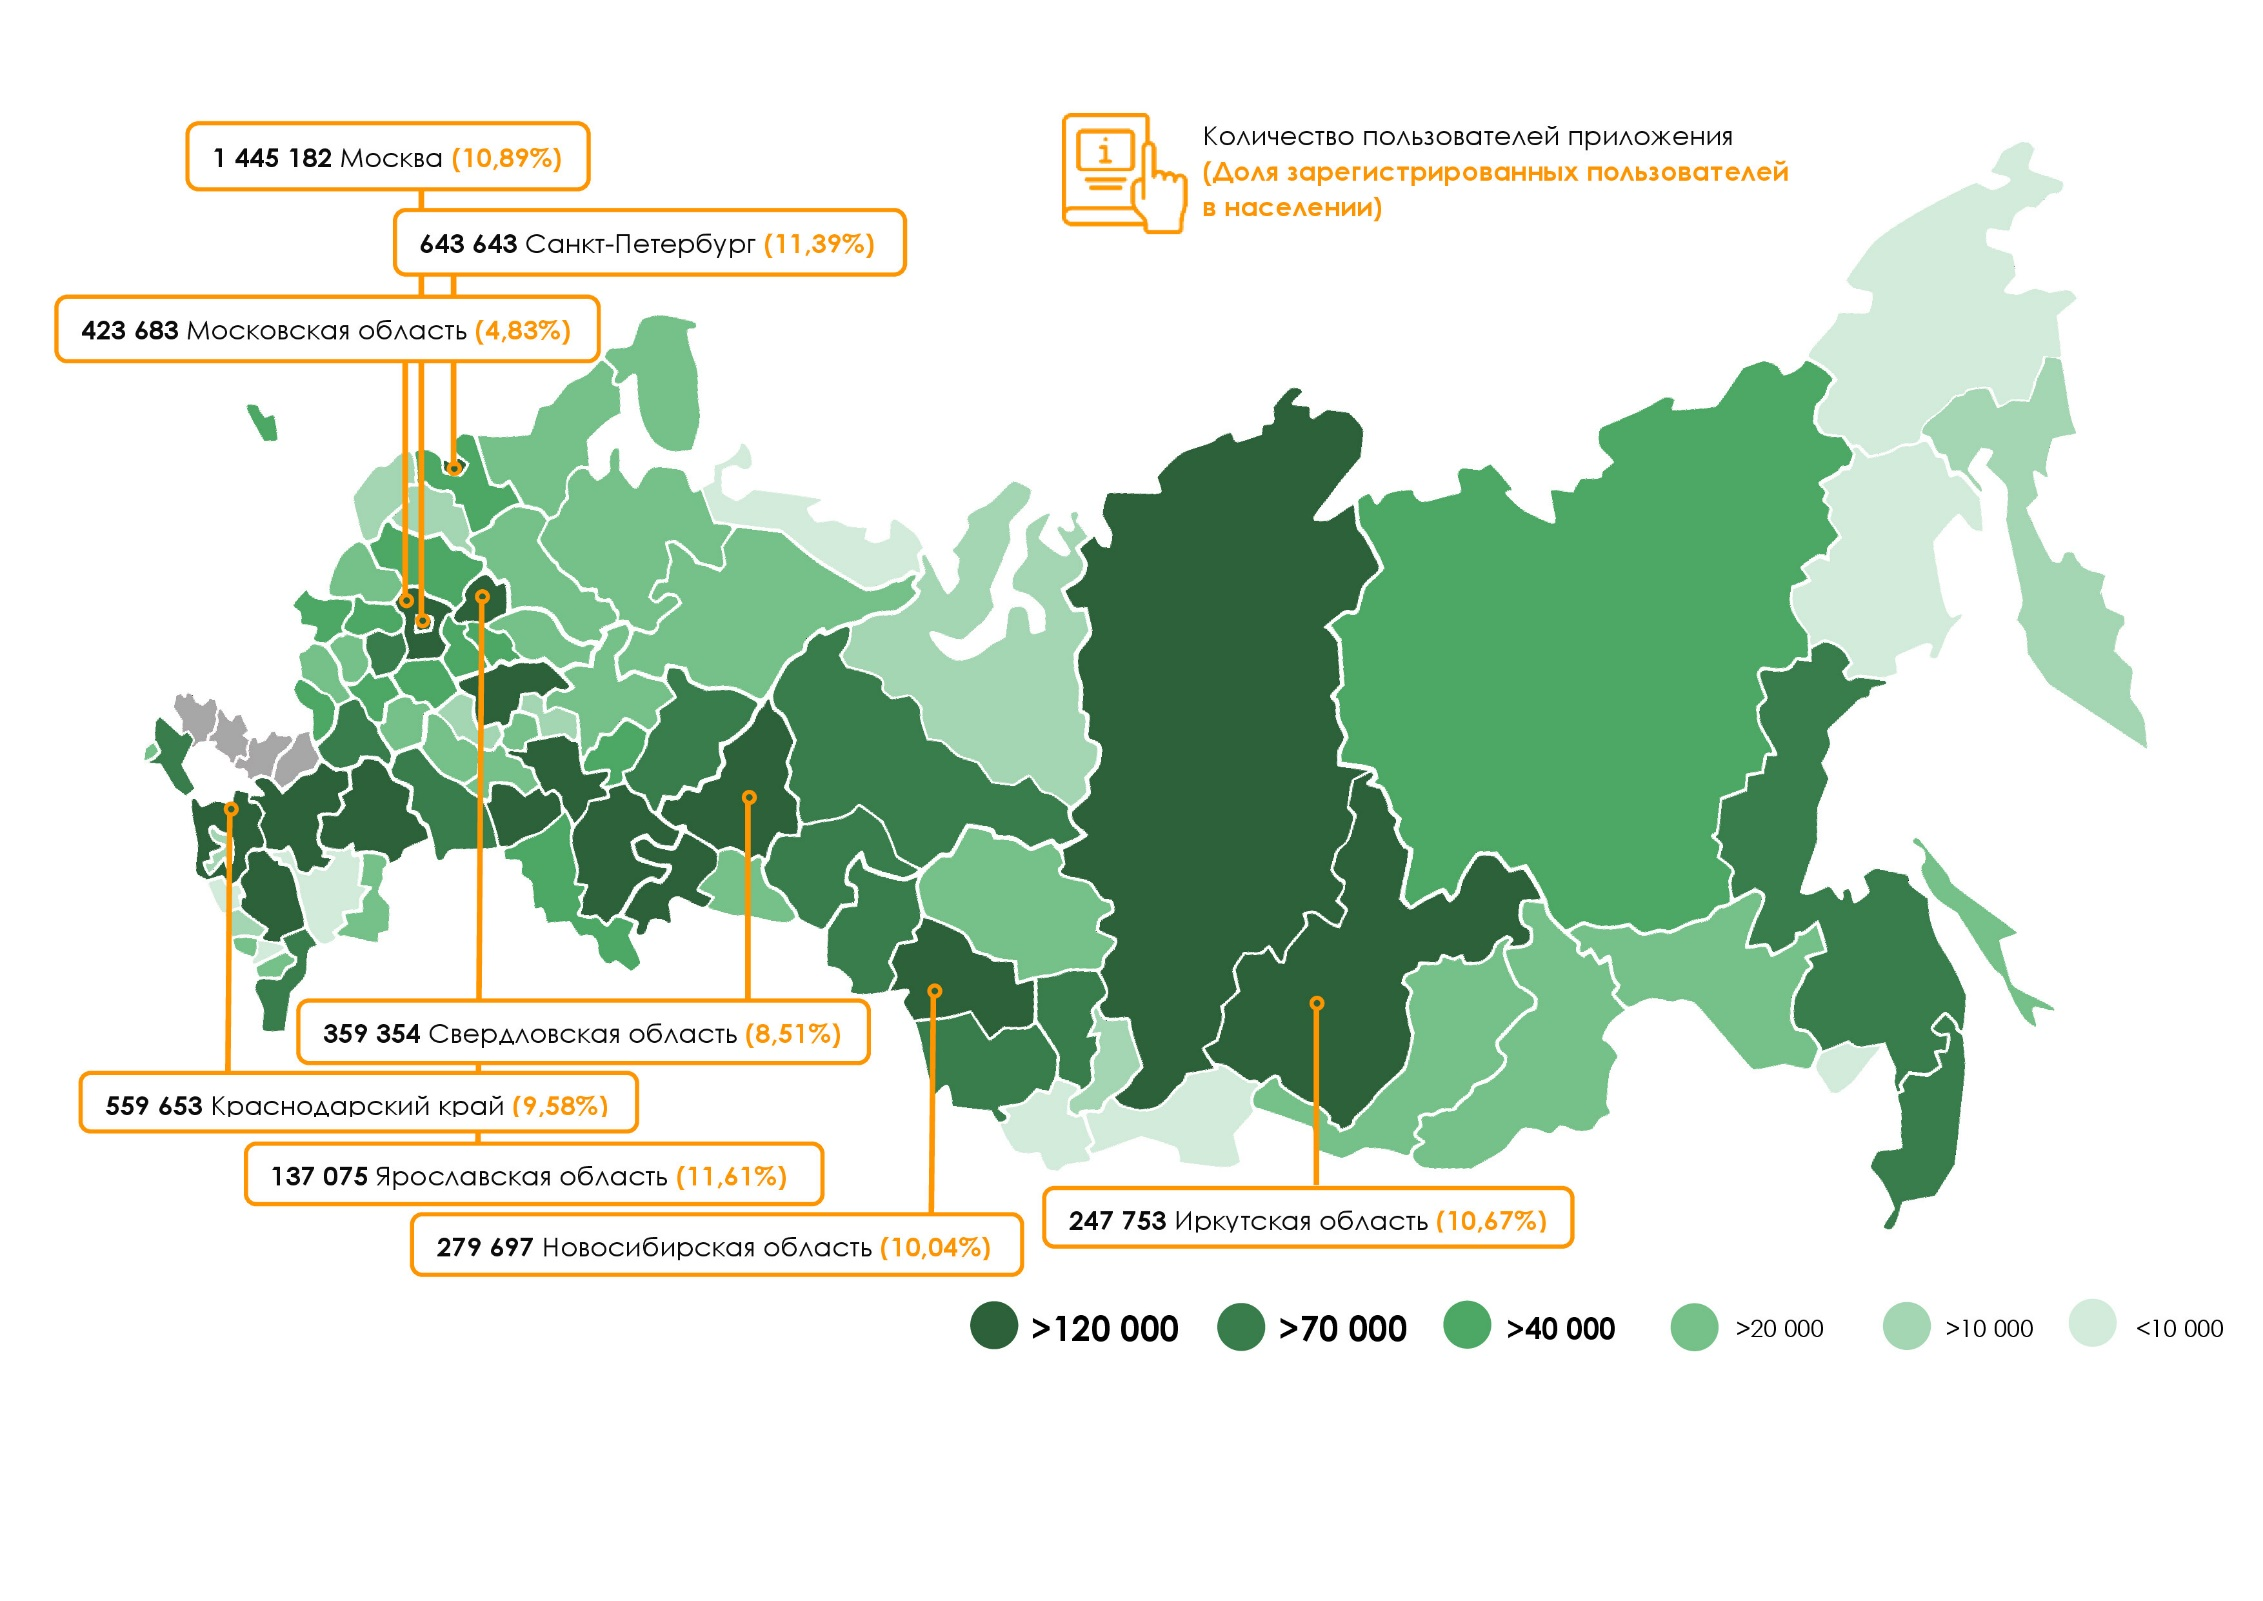 1 445 182 Москва (10,89%)
643 643 Санкт-Петербург (11,39%)
423 683 Московская область (4,83%)
i
Количество пользователей приложения
(Доля зарегистрированных пользователей
в населении)
359 354 Свердловская область (8,51%)
559 653 Краснодарский край (9,58%)
137 075 Ярославская область (11,61%)
279 697 Новосибирская область (10,04%)
247 753 Иркутская область (10,67%)
>120 000 >70 000 >40 000 >20 000 >10 000 <10 000